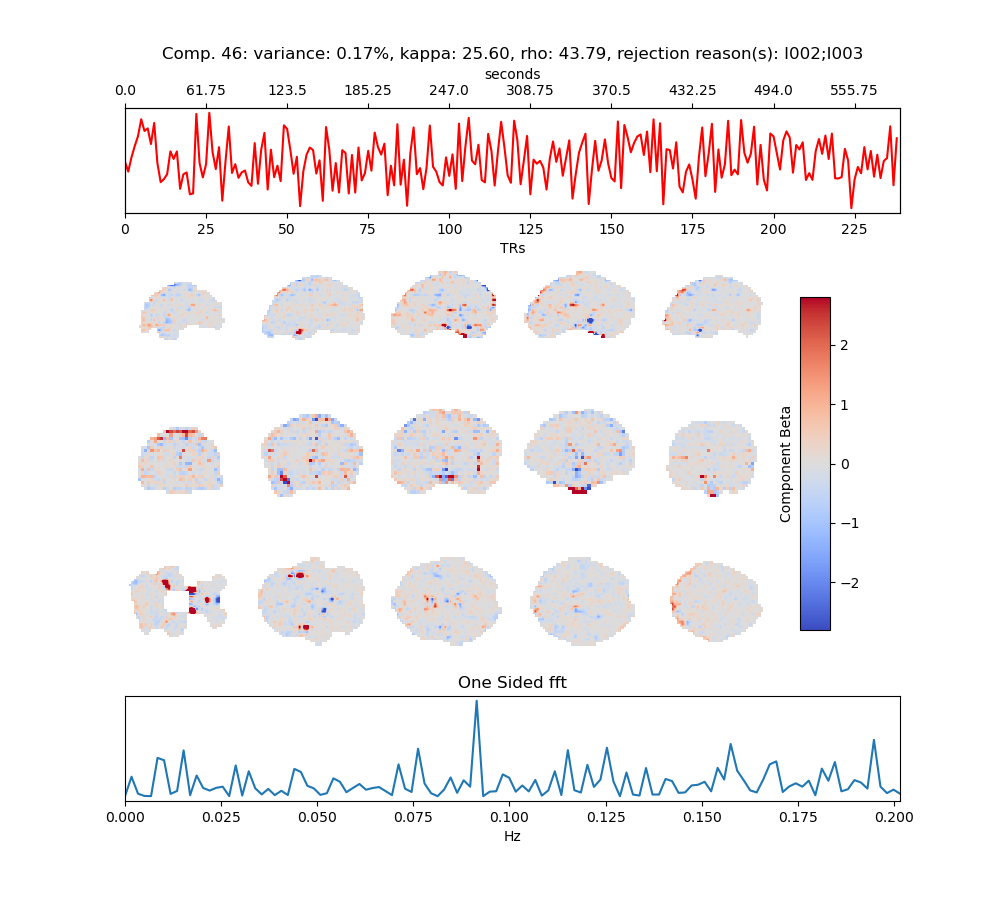 Comp. 46: variance: 0.17%, kappa: 25.60, rho: 43.79, rejection reason(s): I002;I003
seconds
0.0 61.75 123.5 185.25 247.0 308.75 370.5 432.25 494.0 555.75
0 25 50 75 100 125 150 175 200 225
TRs
2
1
0
−1
−2
Component Beta
One Sided fft
0.000 0.025 0.050 0.075 0.100 0.125 0.150 0.175 0.200
Hz